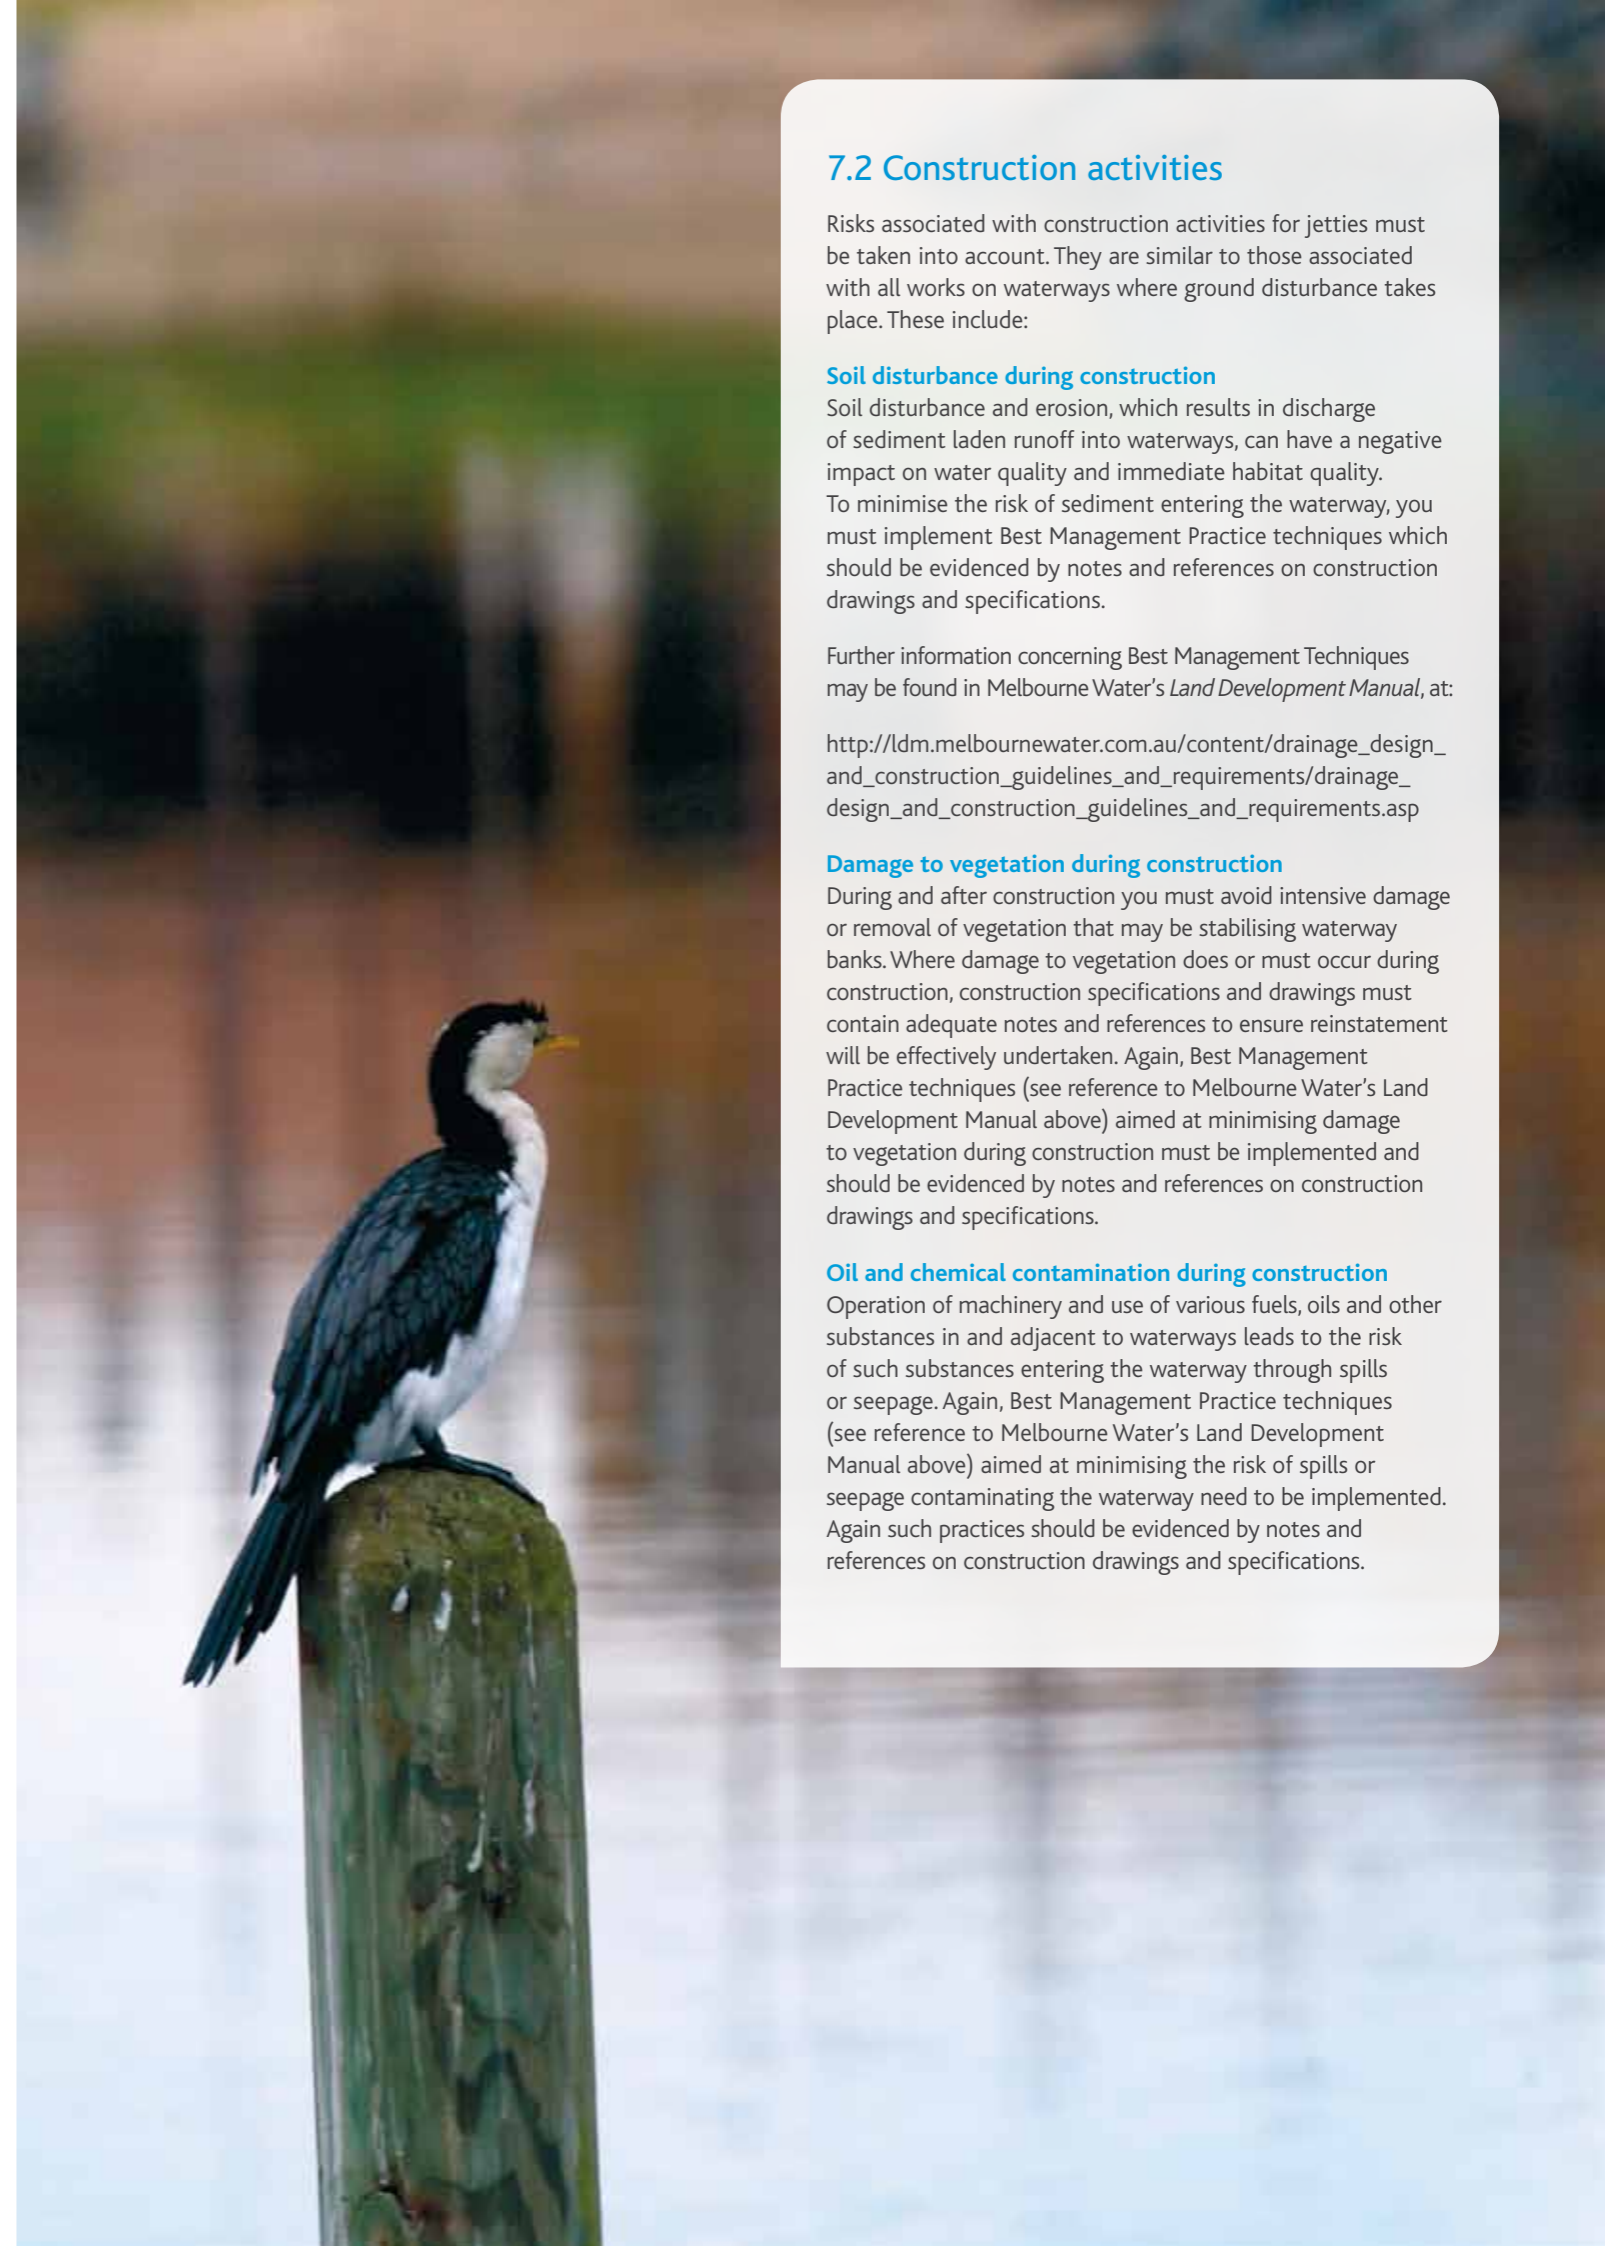 7.2 Construction activities
Risks associated with construction activities for jetties must
be taken into account. They are similar to those associated
with all works on waterways where ground disturbance takes
place. These include:
Soil disturbance during construction
Soil disturbance and erosion, which results in discharge
of sediment laden runoff into waterways, can have a negative
impact on water quality and immediate habitat quality.
To minimise the risk of sediment entering the waterway, you
must implement Best Management Practice techniques which
should be evidenced by notes and references on construction
drawings and specifications.
Further information concerning Best Management Techniques
may be found in Melbourne Water's Land Development Manual, at:
http://ldm.melbournewater.com.au/content/drainage_design_
and_construction_guidelines_and_requirements/drainage_
design_and_construction_guidelines_and_requirements.asp
Damage to vegetation during construction
During and after construction you must avoid intensive damage
or removal of vegetation that may be stabilising waterway
banks. Where damage to vegetation does or must occur during
construction, construction specifications and drawings must
contain adequate notes and references to ensure reinstatement
will be effectively undertaken. Again, Best Management
Practice techniques (see reference to Melbourne Water's Land
Development Manual above) aimed at minimising damage
to vegetation during construction must be implemented and
should be evidenced by notes and references on construction
drawings and specifications.
Oil and chemical contamination during construction
Operation of machinery and use of various fuels, oils and other
substances in and adjacent to waterways leads to the risk
of such substances entering the waterway through spills
or seepage. Again, Best Management Practice techniques
(see reference to Melbourne Water's Land Development
Manual above) aimed at minimising the risk of spills or
seepage contaminating the waterway need to be implemented.
Again such practices should be evidenced by notes and
references on construction drawings and specifications.